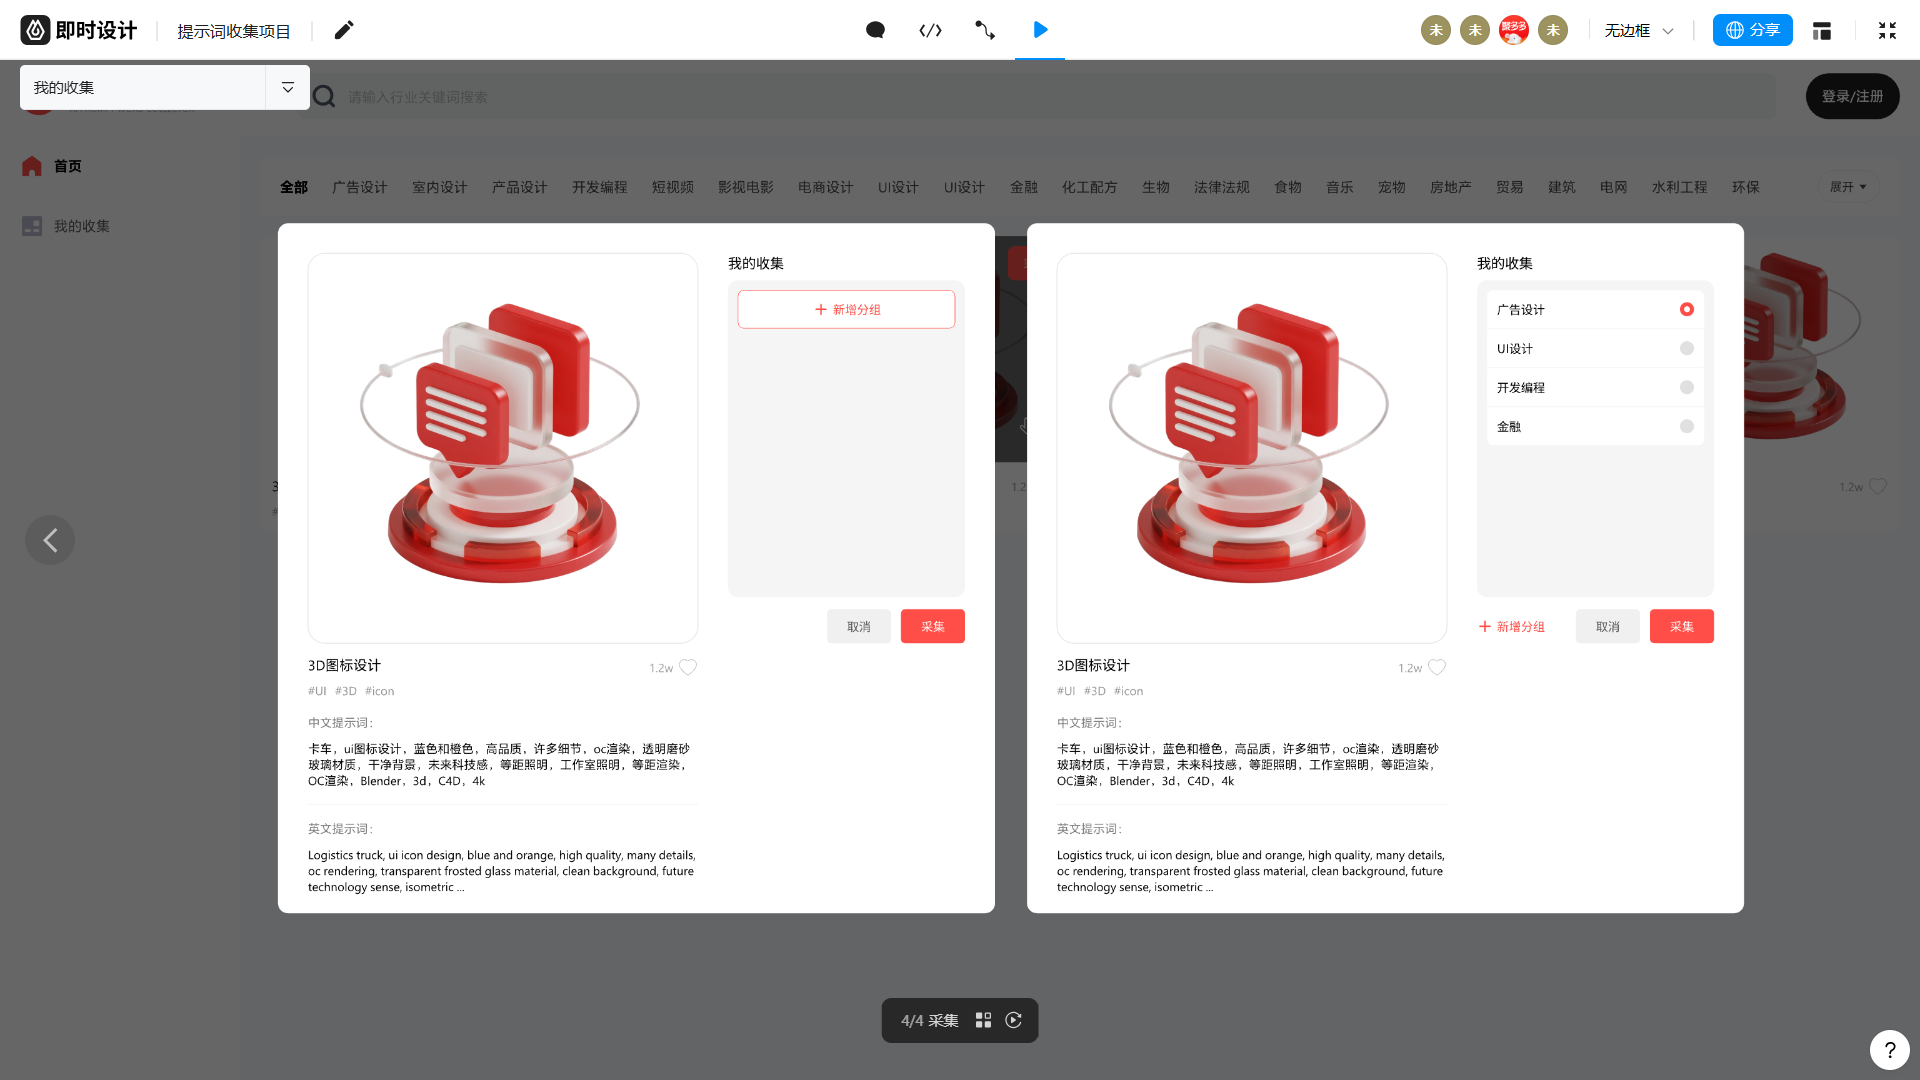 即时设计
提示词收集项目
未
未
聚多多
未
无边框
分享
我的收集
请输入行业关键词搜索
登录/注册
首页
我的收集
全部 广告设计 室内设计 产品设计 开发编程 短视频 影视电影 电商设计 UI设计 UI设计 金融 化工配方 生物 法律法规 食物 音乐 宠物 房地产 贸易 建筑 电网 水利工程 环保
展开
我的收集
新增分组
取消
采集
3D图标设计
1.2w
#UI #3D #icon
中文提示词：
卡车，ui图标设计，蓝色和橙色，高品质，许多细节，oc渲染，透明磨砂
玻璃材质，干净背景，未来科技感，等距照明，工作室照明，等距渲染，
OC渲染，Blender，3d，C4D，4k
英文提示词：
Logistics truck, ui icon design, blue and orange, high quality, many details,
oc rendering, transparent frosted glass material, clean background, future
technology sense, isometric ...
我的收集
广告设计
UI设计
开发编程
金融
新增分组
取消
采集
3D图标设计
1.2w
#UI #3D #icon
中文提示词：
卡车，ui图标设计，蓝色和橙色，高品质，许多细节，oc渲染，透明磨砂
玻璃材质，干净背景，未来科技感，等距照明，工作室照明，等距渲染，
OC渲染，Blender，3d，C4D，4k
英文提示词：
Logistics truck, ui icon design, blue and orange, high quality, many details,
oc rendering, transparent frosted glass material, clean background, future
technology sense, isometric ...
3
#
1.2
1.2w
4/4 采集
?